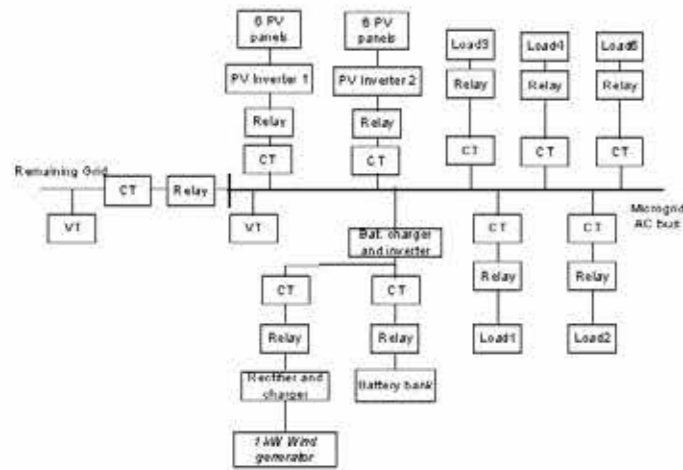 6 PV
panels
6 PV
panels
Load3
Load4
Load5
PV Inverter 1
PV Inverter 2
Relay
Relay
Relay
Relay
Relay
CT
CT
CT
CT
CT
Remaining Grid
CT
Relay
VT
VT
Microgrid
AC bus
Bat. charger
and inverter
CT
CT
CT
CT
Relay
Relay
Relay
Relay
Load1
Load2
Rectifier and
charger
Battery bank
1 kW Wind
generator